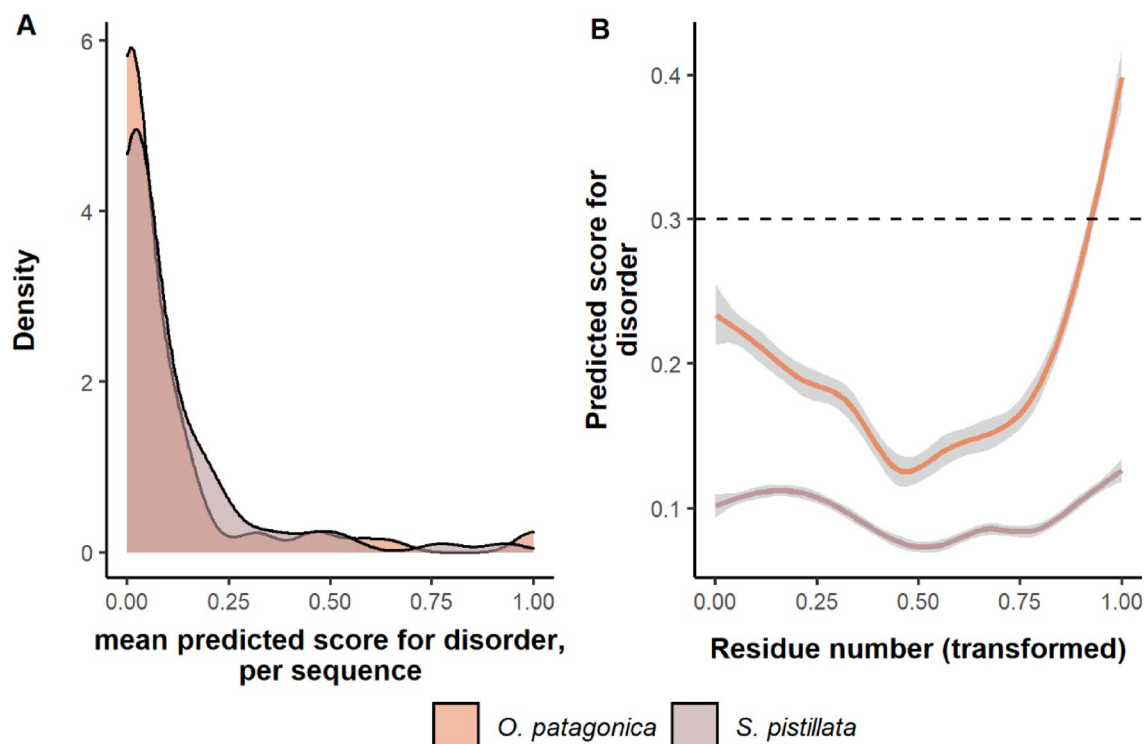 A
6
4
2
0
Density
0.00 0.25 0.50 0.75 1.00
mean predicted score for disorder,
per sequence
B
0.4
0.3
0.2
0.1
Predicted score for
disorder
0.00 0.25 0.50 0.75 1.00
Residue number (transformed)
O. patagonica S. pistillata